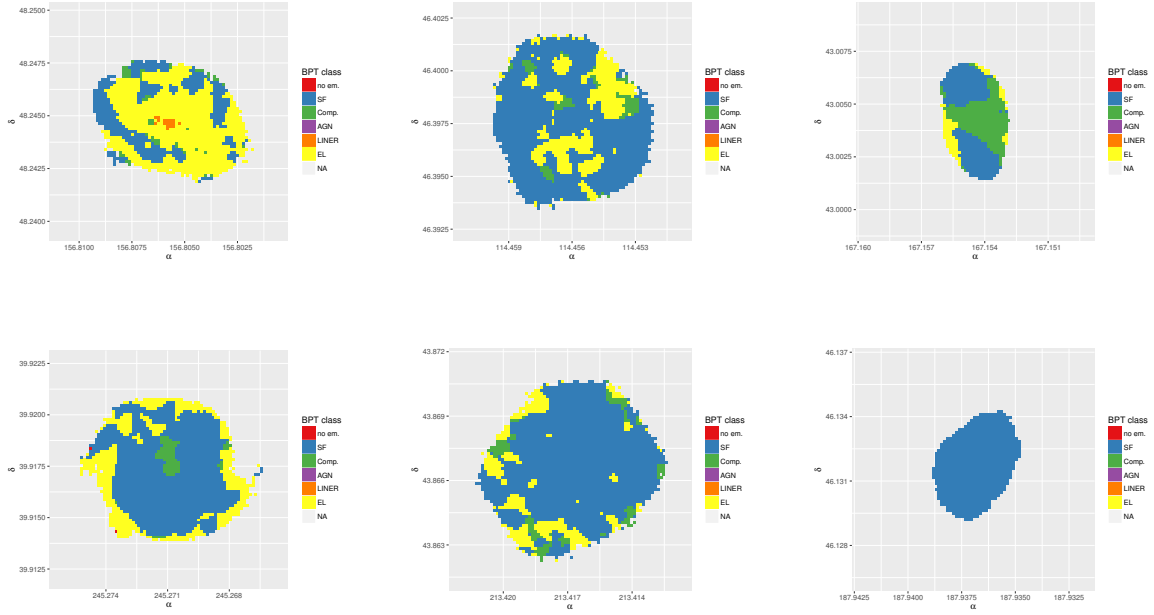 48.2500
48.2475
48.2450
48.2425
48.2400
δ
156.8100 156.8075 156.8050 156.8025
α
BPT class
no em.
SF
Comp.
AGN
LINER
EL
NA
46.4025
46.4000
46.3975
46.3950
46.3925
δ
114.459 114.456 114.453
α
BPT class
no em.
SF
Comp.
AGN
LINER
EL
NA
43.0075
43.0050
43.0025
43.0000
δ
167.160 167.157 167.154 167.151
α
BPT class
no em.
SF
Comp.
AGN
LINER
EL
NA
39.9225
39.9200
39.9175
39.9150
39.9125
δ
245.274 245.271 245.268
α
BPT class
no em.
SF
Comp.
AGN
LINER
EL
NA
43.872
43.869
43.866
43.863
δ
213.420 213.417 213.414
α
BPT class
no em.
SF
Comp.
AGN
LINER
EL
NA
46.137
46.134
46.131
46.128
δ
187.9425 187.9400 187.9375 187.9350 187.9325
α
BPT class
no em.
SF
Comp.
AGN
LINER
EL
NA